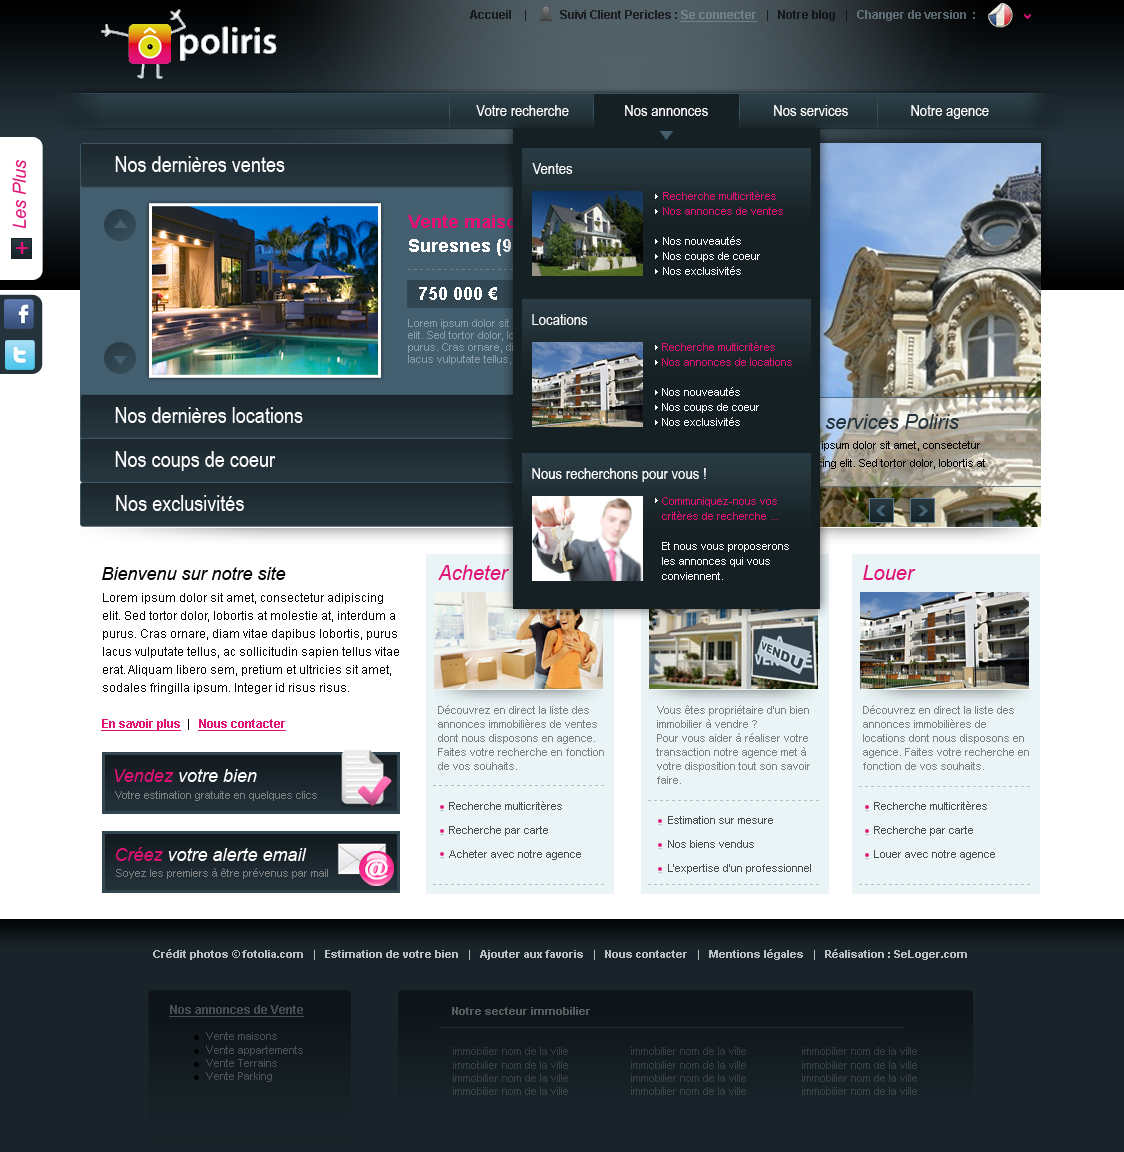 Accueil | Suivi Client Pericles : Se connecter | Notre blog | Changer de version :
poliris
Votre recherche
Nos annonces
Nos services
Notre agence
Les Plus
+
f
t
Nos dernières ventes
Vente maiso
Suresnes (9
750 000 €
Lorem ipsum dolor sit
elit. Sed tortor dolor, lo
purus. Cras ornare, di
lacus vulputate tellus,
Nos dernières locations
Nos coups de coeur
Nos exclusivités
Ventes
Recherche multicritères
Nos annonces de ventes
Nos nouveautés
Nos coups de coeur
Nos exclusivités
Locations
Recherche multicritères
Nos annonces de locations
Nos nouveautés
Nos coups de coeur
Nos exclusivités
Nous recherchons pour vous !
Communiquez-nous vos
critères de recherche ...
Et nous vous proposerons
les annonces qui vous
conviennent.
services Poliris
ipsum dolor sit amet, consectetur
cing elit. Sed tortor dolor, lobortis at
Bienvenu sur notre site
Lorem ipsum dolor sit amet, consectetur adipiscing
elit. Sed tortor dolor, lobortis at molestie at, interdum a
purus. Cras ornare, diam vitae dapibus lobortis, purus
lacus vulputate tellus, ac sollicitudin sapien tellus vitae
erat. Aliquam libero sem, pretium et ultricies sit amet,
sodales fringilla ipsum. Integer id risus risus.
En savoir plus | Nous contacter
Vendez votre bien
Votre estimation gratuite en quelques clics
Créez votre alerte email
Soyez les premiers à être prévenus par mail
@
Acheter
Découvrez en direct la liste des
annonces immobilières de ventes
dont nous disposons en agence.
Faites votre recherche en fonction
de vos souhaits.
Recherche multicritères
Recherche par carte
Acheter avec notre agence
VENDU
Vous êtes propriétaire d'un bien
immobilier à vendre ?
Pour vous aider à réaliser votre
transaction notre agence met à
votre disposition tout son savoir
faire.
Estimation sur mesure
Nos biens vendus
L'expertise d'un professionnel
Louer
Découvrez en direct la liste des
annonces immobilières de
locations dont nous disposons en
agence. Faites votre recherche en
fonction de vos souhaits.
Recherche multicritères
Recherche par carte
Louer avec notre agence
Crédit photos © fotolia.com | Estimation de votre bien | Ajouter aux favoris | Nous contacter | Mentions légales | Réalisation : SeLoger.com
Nos annonces de Vente
Vente maisons
Vente appartements
Vente Terrains
Vente Parking
Notre secteur immobilier
immobilier nom de la ville immobilier nom de la ville immobilier nom de la ville
immobilier nom de la ville immobilier nom de la ville immobilier nom de la ville
immobilier nom de la ville immobilier nom de la ville immobilier nom de la ville
immobilier nom de la ville immobilier nom de la ville immobilier nom de la ville